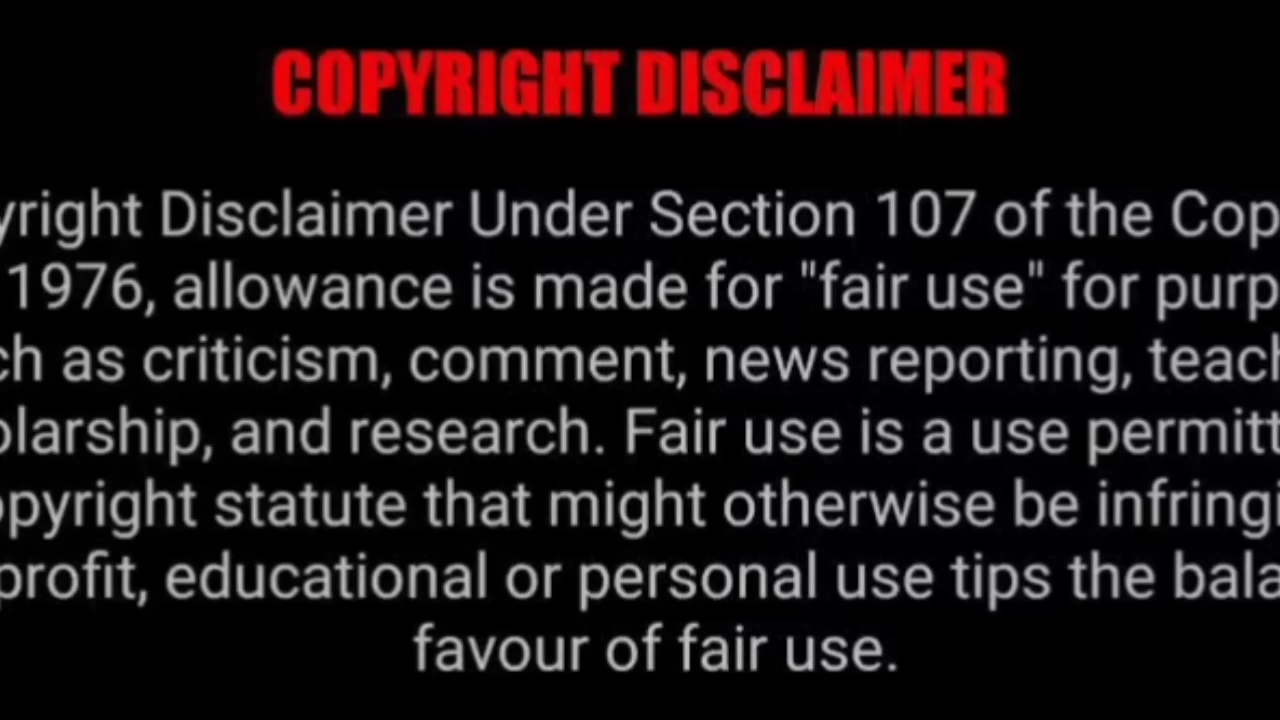 COPYRIGHT DISCLAIMER
yright Disclaimer Under Section 107 of the Cop
1976, allowance is made for "fair use" for purp
ch as criticism, comment, news reporting, teach
olarship, and research. Fair use is a use permitt
opyright statute that might otherwise be infringi
profit, educational or personal use tips the bala
favour of fair use.